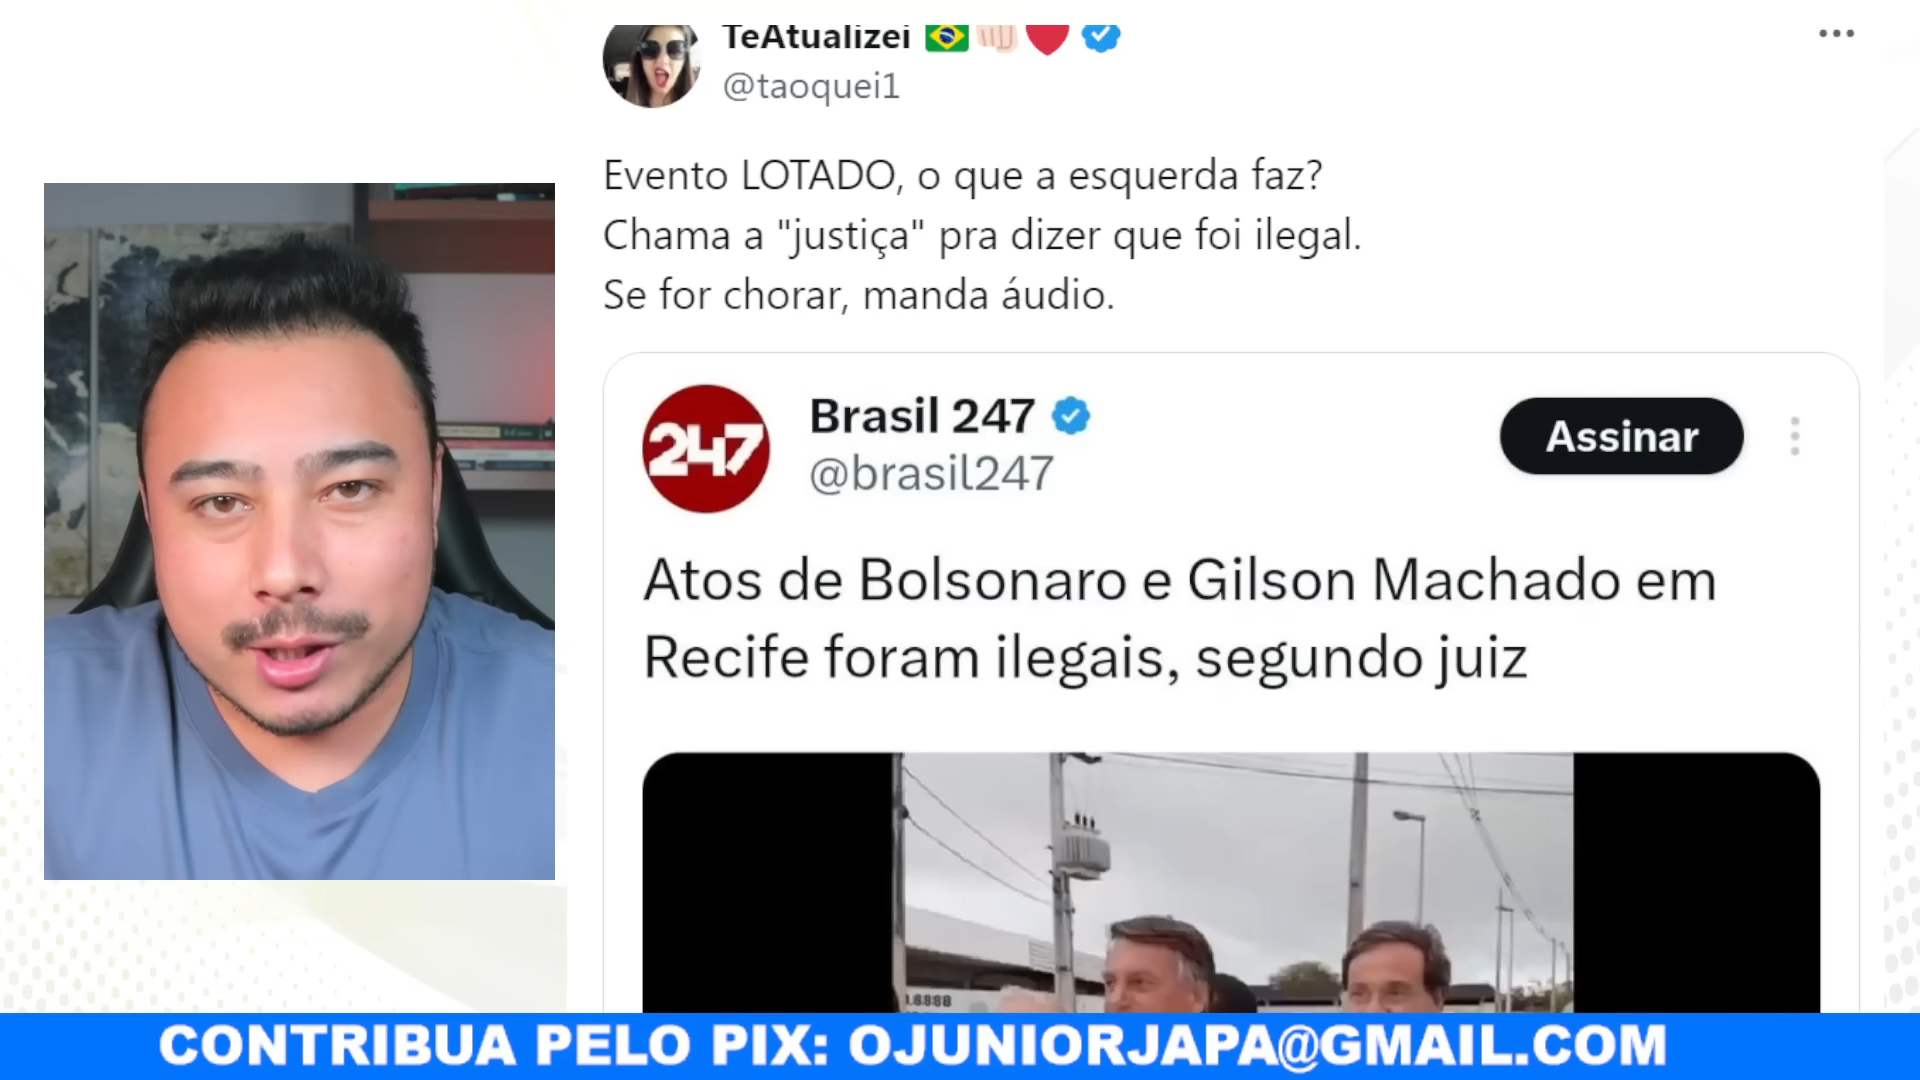 TeAtualizei
@taoquei1
Evento LOTADO, o que a esquerda faz?
Chama a "justiça" pra dizer que foi ilegal.
Se for chorar, manda áudio.
247
Brasil 247
@brasil247
Assinar
Atos de Bolsonaro e Gilson Machado em
Recife foram ilegais, segundo juiz
CONTRIBUA PELO PIX: OJUNIORJAPA@GMAIL.COM